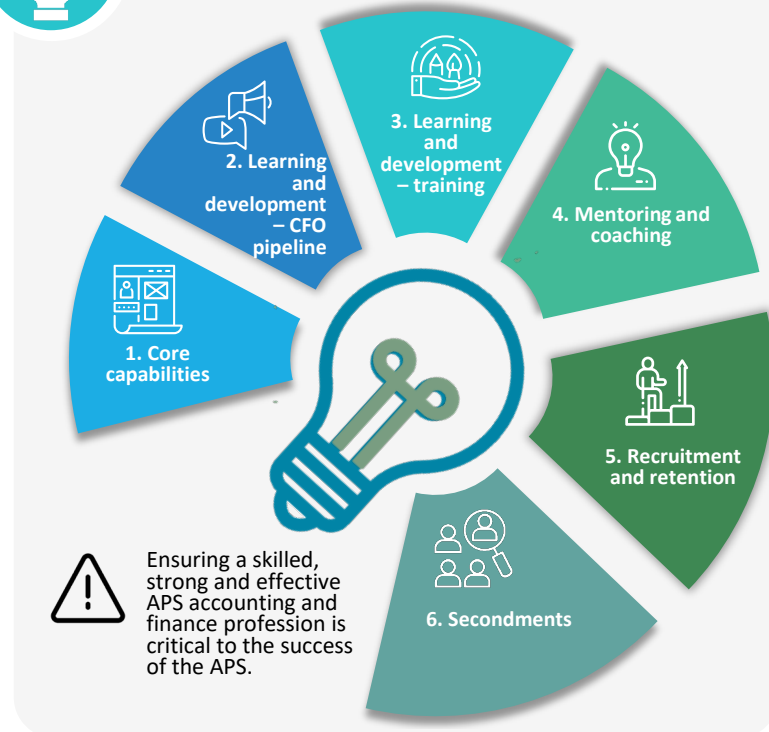 1. Core
capabilities
2. Learning
and
development
– CFO
pipeline
3. Learning
and
development
– training
4. Mentoring and
coaching
5. Recruitment
and retention
6. Secondments
Ensuring a skilled,
strong and effective
APS accounting and
finance profession is
critical to the success
of the APS.